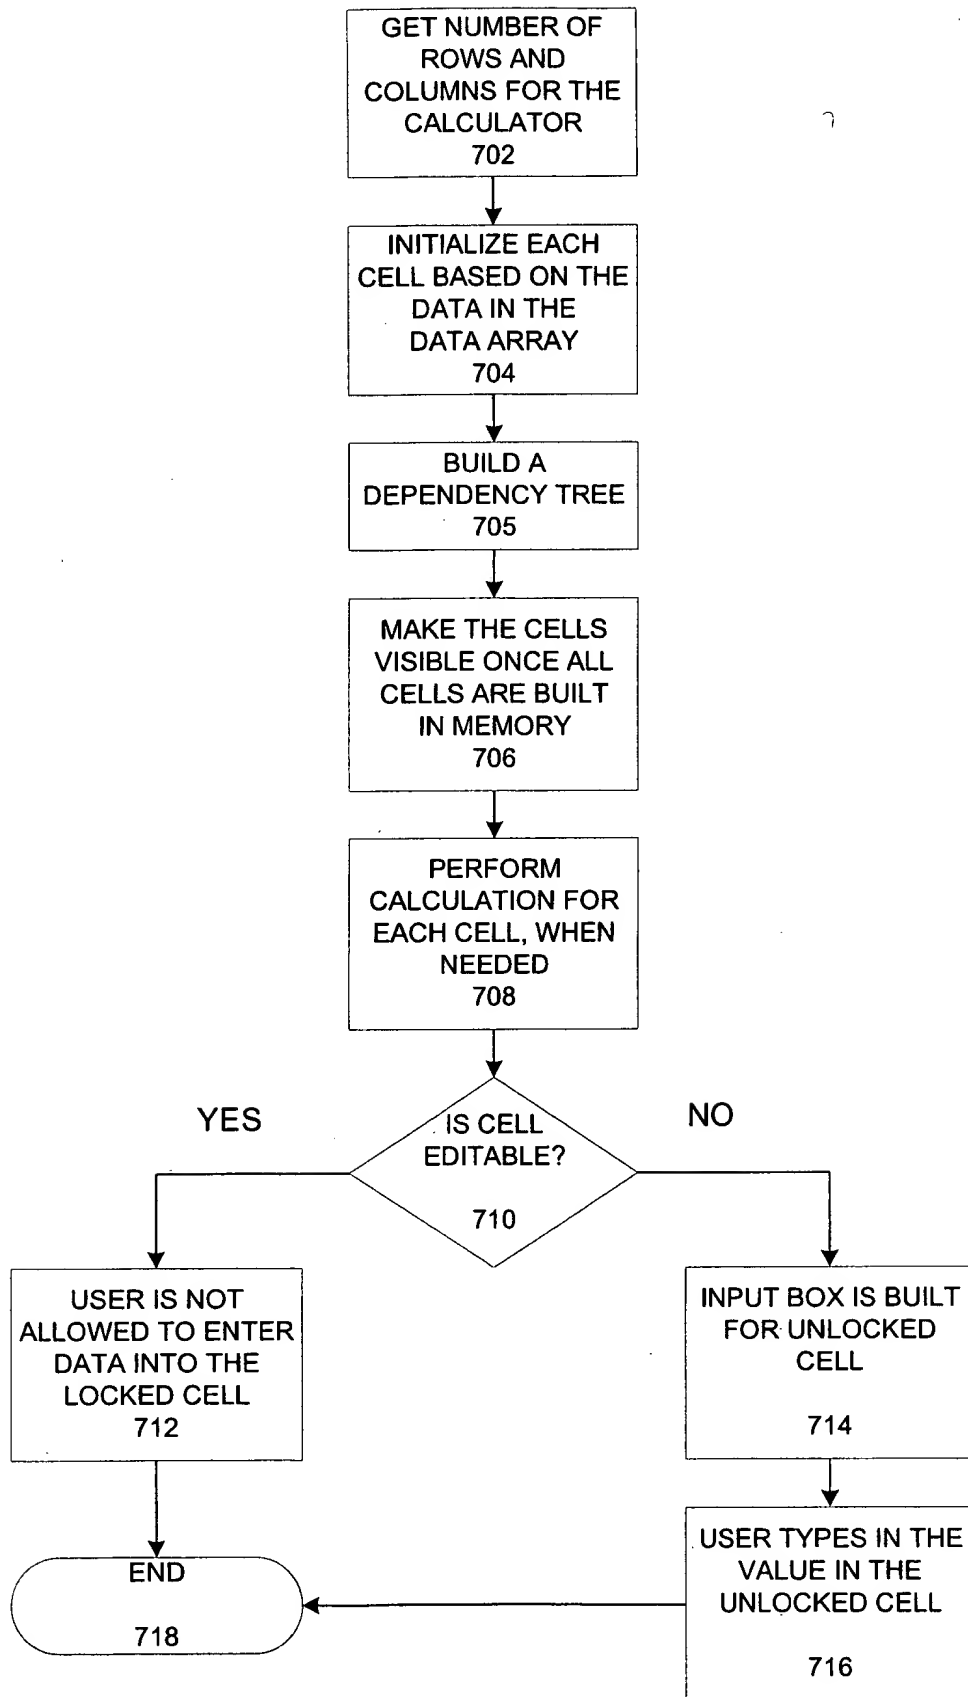 GET NUMBER OF
ROWS AND
COLUMNS FOR THE
CALCULATOR
702
INITIALIZE EACH
CELL BASED ON THE
DATA IN THE
DATA ARRAY
704
BUILD A
DEPENDENCY TREE
705
MAKE THE CELLS
VISIBLE ONCE ALL
CELLS ARE BUILT
IN MEMORY
706
PERFORM
CALCULATION FOR
EACH CELL, WHEN
NEEDED
708
IS CELL
EDITABLE?
710
YES
NO
USER IS NOT
ALLOWED TO ENTER
DATA INTO THE
LOCKED CELL
712
INPUT BOX IS BUILT
FOR UNLOCKED
CELL
714
USER TYPES IN THE
VALUE IN THE
UNLOCKED CELL
716
END
718